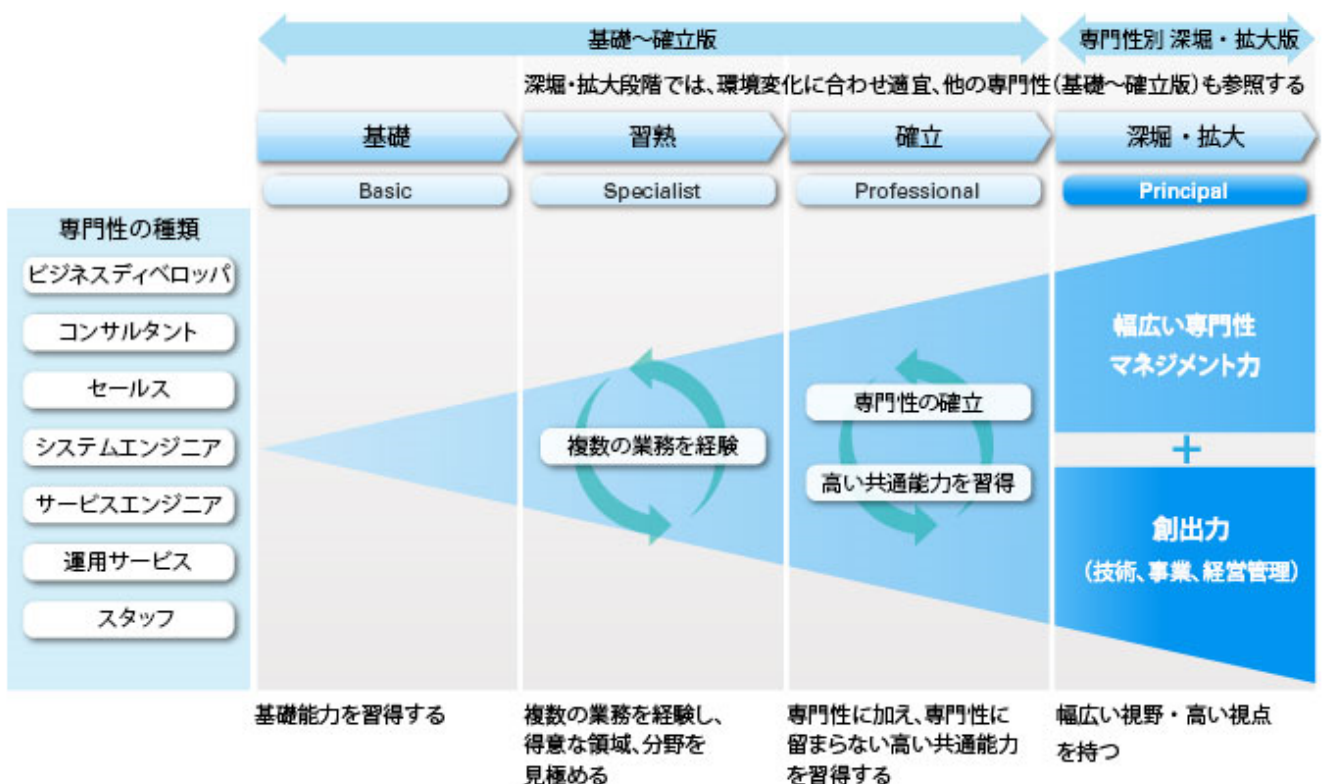 基礎～確立版
専門性別 深堀・拡大版
深堀・拡大段階では、環境変化に合わせ適宜、他の専門性(基礎～確立版)も参照する
基礎
習熟
確立
深堀・拡大
Basic
Specialist
Professional
Principal
専門性の種類
ビジネスディベロッパ
コンサルタント
セールス
システムエンジニア
サービスエンジニア
運用サービス
スタッフ
複数の業務を経験
専門性の確立
高い共通能力を習得
幅広い専門性
マネジメント力
+
創出力
(技術、事業、経営管理)
基礎能力を習得する
複数の業務を経験し、
得意な領域、分野を
見極める
専門性に加え、専門性に
留まらない高い共通能力
を習得する
幅広い視野・高い視点
を持つ